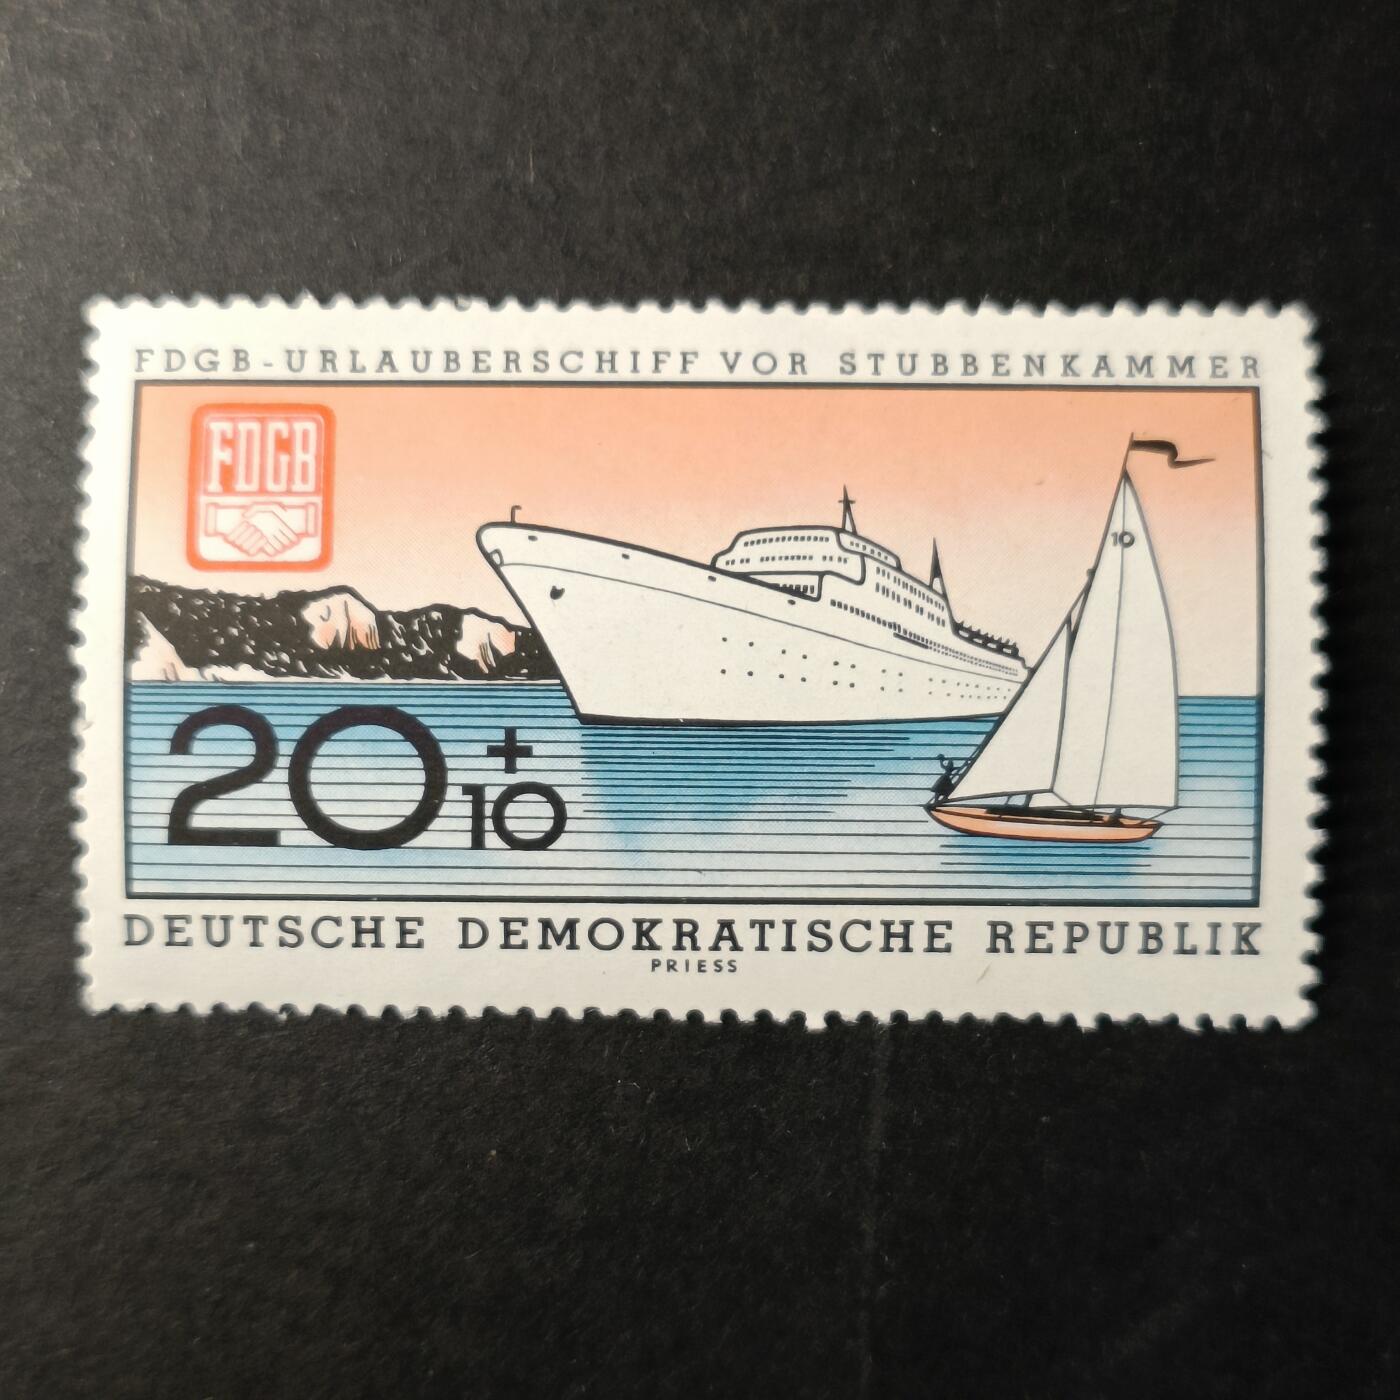 FDGB-URLAUBERSCHIFF VOR STUBBENKAMMER
FDGB
10
20 + 10
DEUTSCHE DEMOKRATISCHE REPUBLIK
PRIESS